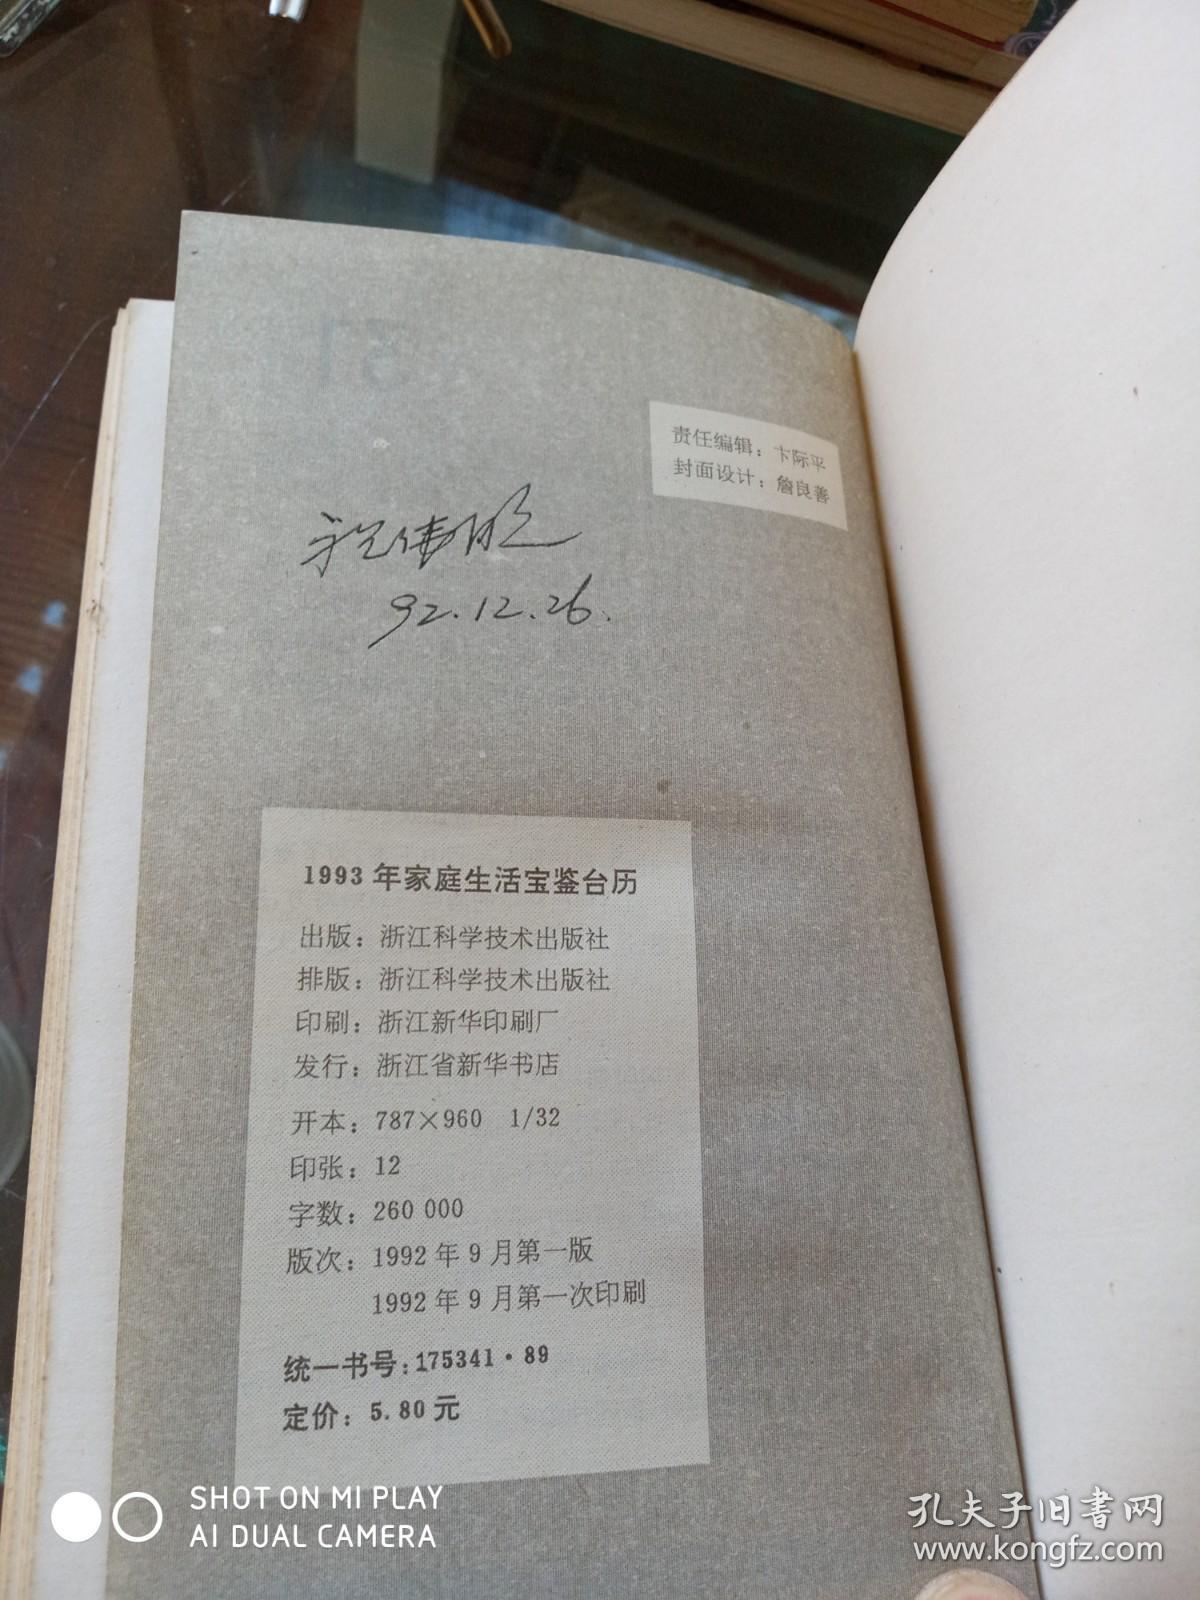 责任编辑：卞际平
封面设计：詹良善
92.12.26.
1993年家庭生活宝鉴台历
出版：浙江科学技术出版社
排版：浙江科学技术出版社
印刷：浙江新华印刷厂
发行：浙江省新华书店
开本：787×960 1/32
印张：12
字数：260 000
版次：1992年9月第一版
1992年9月第一次印刷
统一书号：175341·89
定价：5.80元
SHOT ON MI PLAY
AI DUAL CAMERA
孔夫子旧书网
www.kongfz.com